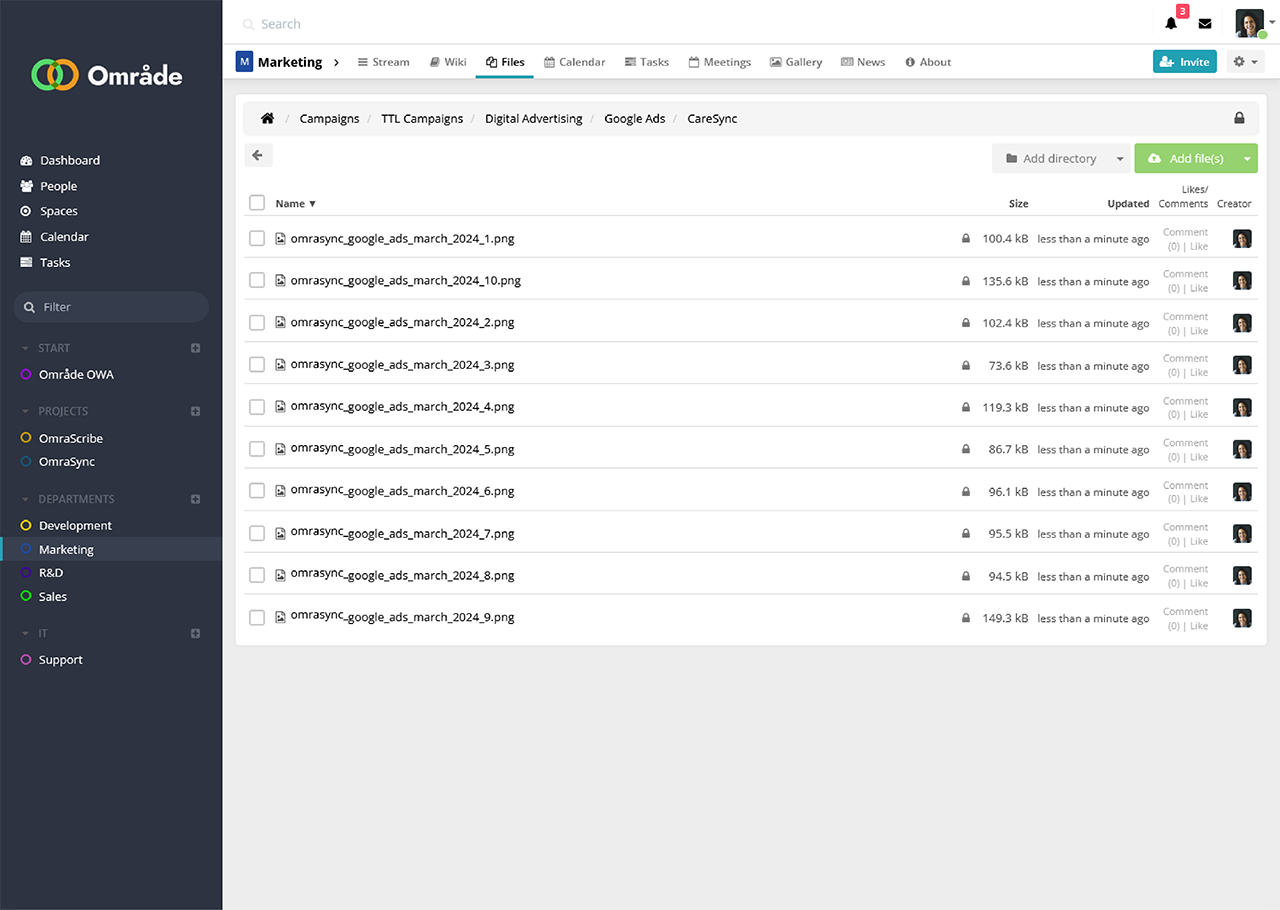 Område
Dashboard
People
Spaces
Calendar
Tasks
Filter
START
Område OWA
PROJECTS
OmraScribe
OmraSync
DEPARTMENTS
Development
Marketing
R&D
Sales
IT
Support
Search
3
M Marketing Stream Wiki Files Calendar Tasks Meetings Gallery News About Invite
/ Campaigns / TTL Campaigns / Digital Advertising / Google Ads / CareSync
Add directory Add file(s)
Name ▼ Size Updated Likes/
Comments Creator
omrasync_google_ads_march_2024_1.png 100.4 kB less than a minute ago Comment
(0) | Like
omrasync_google_ads_march_2024_10.png 135.6 kB less than a minute ago Comment
(0) | Like
omrasync_google_ads_march_2024_2.png 102.4 kB less than a minute ago Comment
(0) | Like
omrasync_google_ads_march_2024_3.png 73.6 kB less than a minute ago Comment
(0) | Like
omrasync_google_ads_march_2024_4.png 119.3 kB less than a minute ago Comment
(0) | Like
omrasync_google_ads_march_2024_5.png 86.7 kB less than a minute ago Comment
(0) | Like
omrasync_google_ads_march_2024_6.png 96.1 kB less than a minute ago Comment
(0) | Like
omrasync_google_ads_march_2024_7.png 95.5 kB less than a minute ago Comment
(0) | Like
omrasync_google_ads_march_2024_8.png 94.5 kB less than a minute ago Comment
(0) | Like
omrasync_google_ads_march_2024_9.png 149.3 kB less than a minute ago Comment
(0) | Like